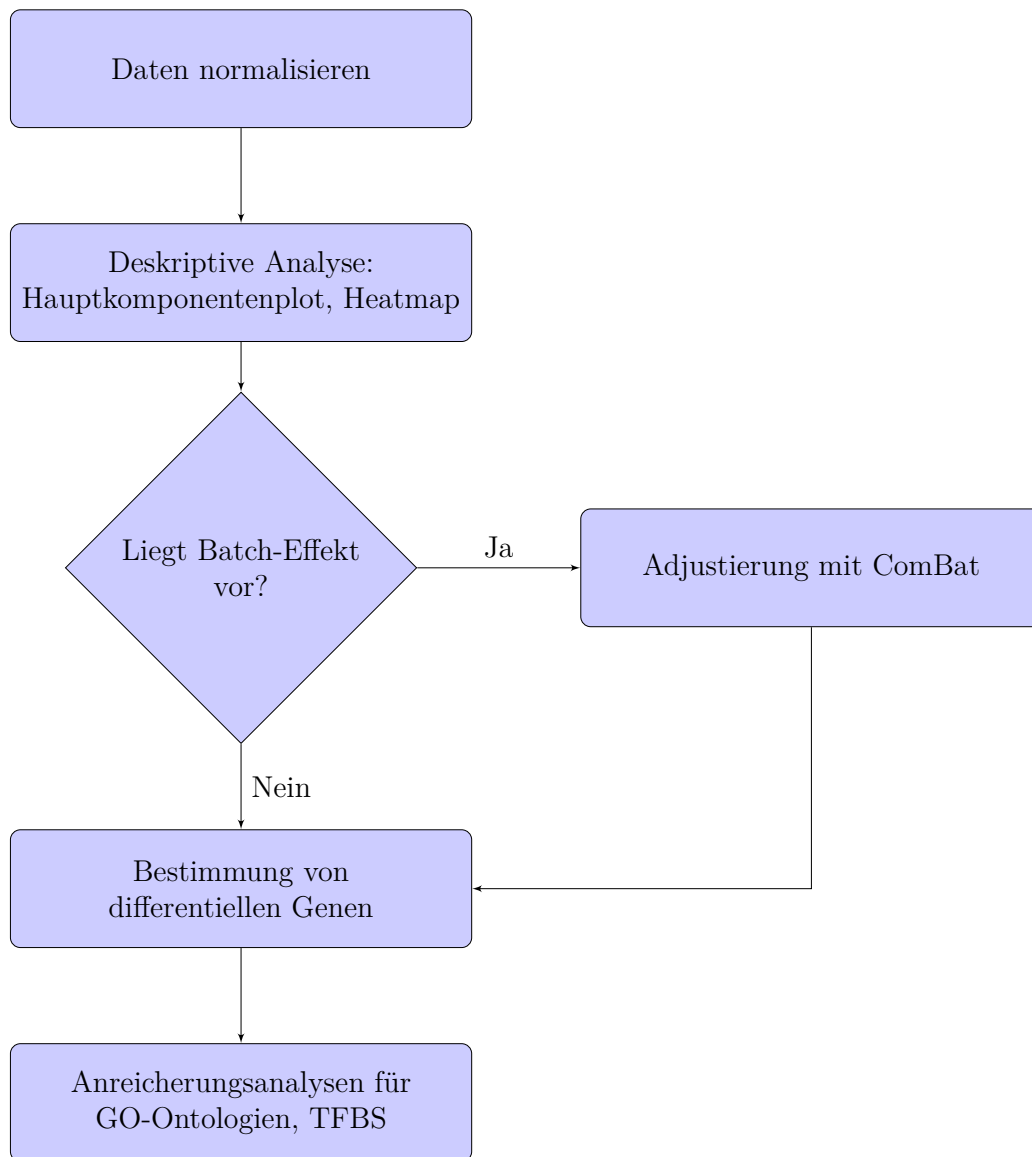 Daten normalisieren
Deskriptive Analyse:
Hauptkomponentenplot, Heatmap
Liegt Batch-Effekt
vor?
Ja
Adjustierung mit ComBat
Nein
Bestimmung von
differentiellen Genen
Anreicherungsanalysen für
GO-Ontologien, TFBS